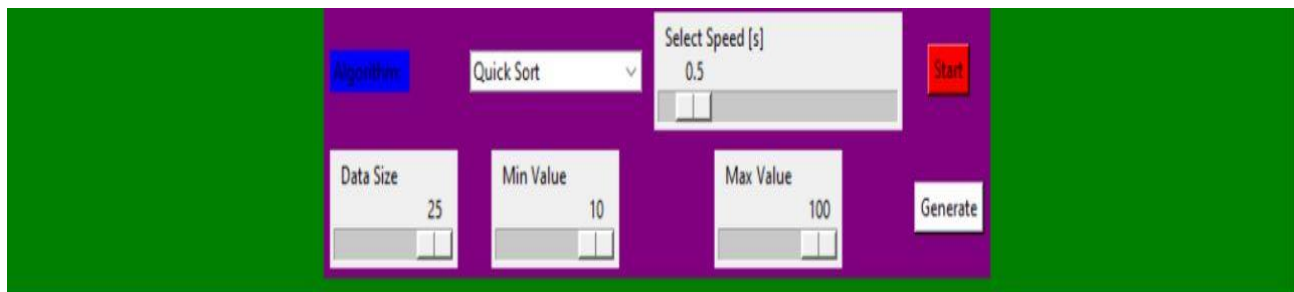 Select Speed [s]
Algorithm:
Quick Sort
0.5
Start
Data Size
Min Value
Max Value
25
10
100
Generate